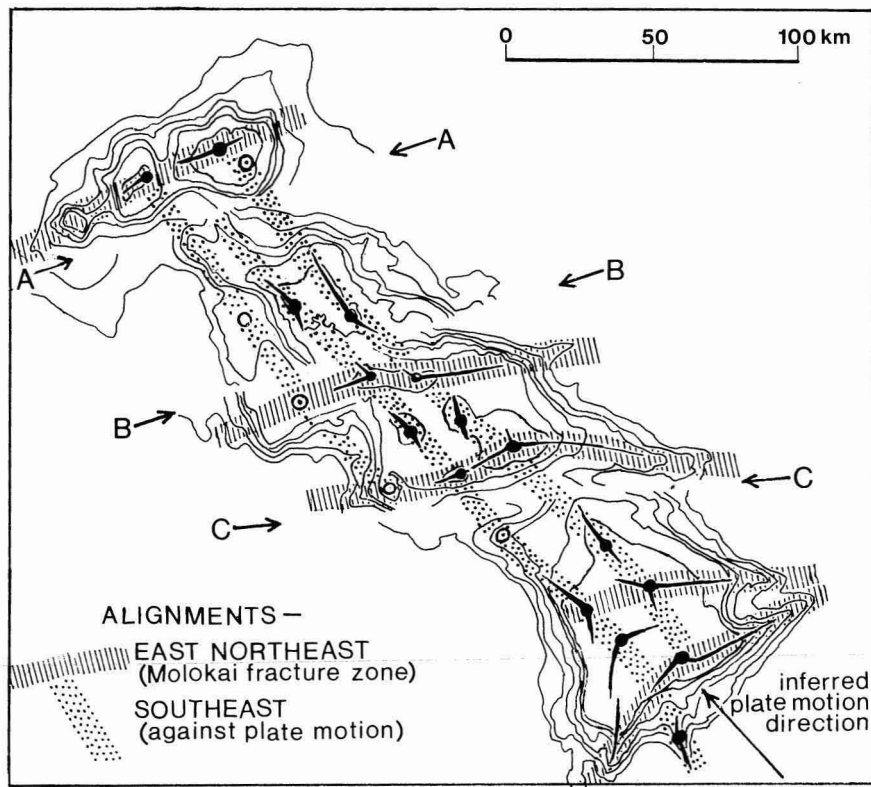 0 50 100 km
A
A
B
B
C
C
ALIGNMENTS —
EAST NORTHEAST
(Molokai fracture zone)
SOUTHEAST
(against plate motion)
inferred
plate motion
direction